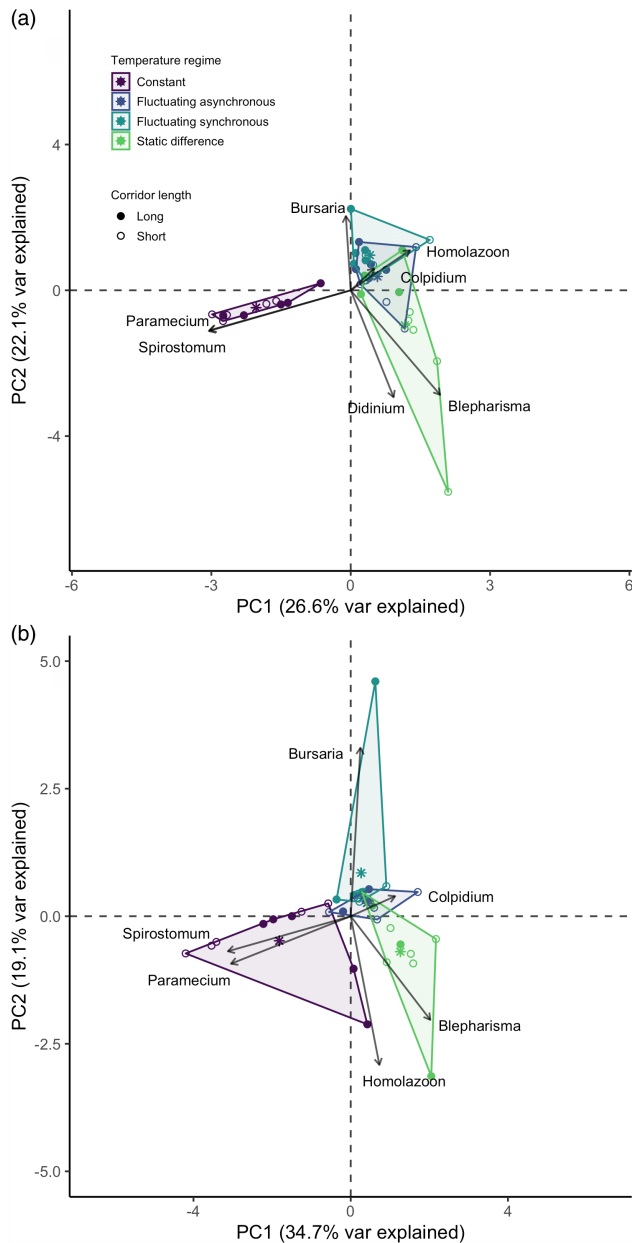 (a)
Temperature regime
Constant
Fluctuating asynchronous
Fluctuating synchronous
Static difference
Corridor length
Long
Short
4
0
-4
Bursaria
Homolazoon
Colpidium
Paramecium
Spirostomum
Didinium
Blepharisma
PC2 (22.1% var explained)
-6
-3
0
3
6
PC1 (26.6% var explained)
(b)
5.0
2.5
0.0
-2.5
-5.0
Bursaria
Colpidium
Spirostomum
Paramecium
Blepharisma
Homolazoon
PC2 (19.1% var explained)
-4
0
4
PC1 (34.7% var explained)